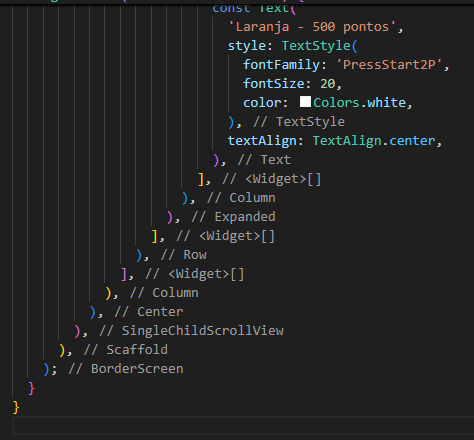 const Text(
'Laranja - 500 pontos',
style: TextStyle(
fontFamily: 'PressStart2P',
fontSize: 20,
color: Colors.white,
), // TextStyle
textAlign: TextAlign.center,
), // Text
], // <Widget>[]
), // Column
), // Expanded
], // <Widget>[]
), // Row
], // <Widget>[]
), // Column
), // Center
), // SingleChildScrollView
), // Scaffold
); // BorderScreen
}
}